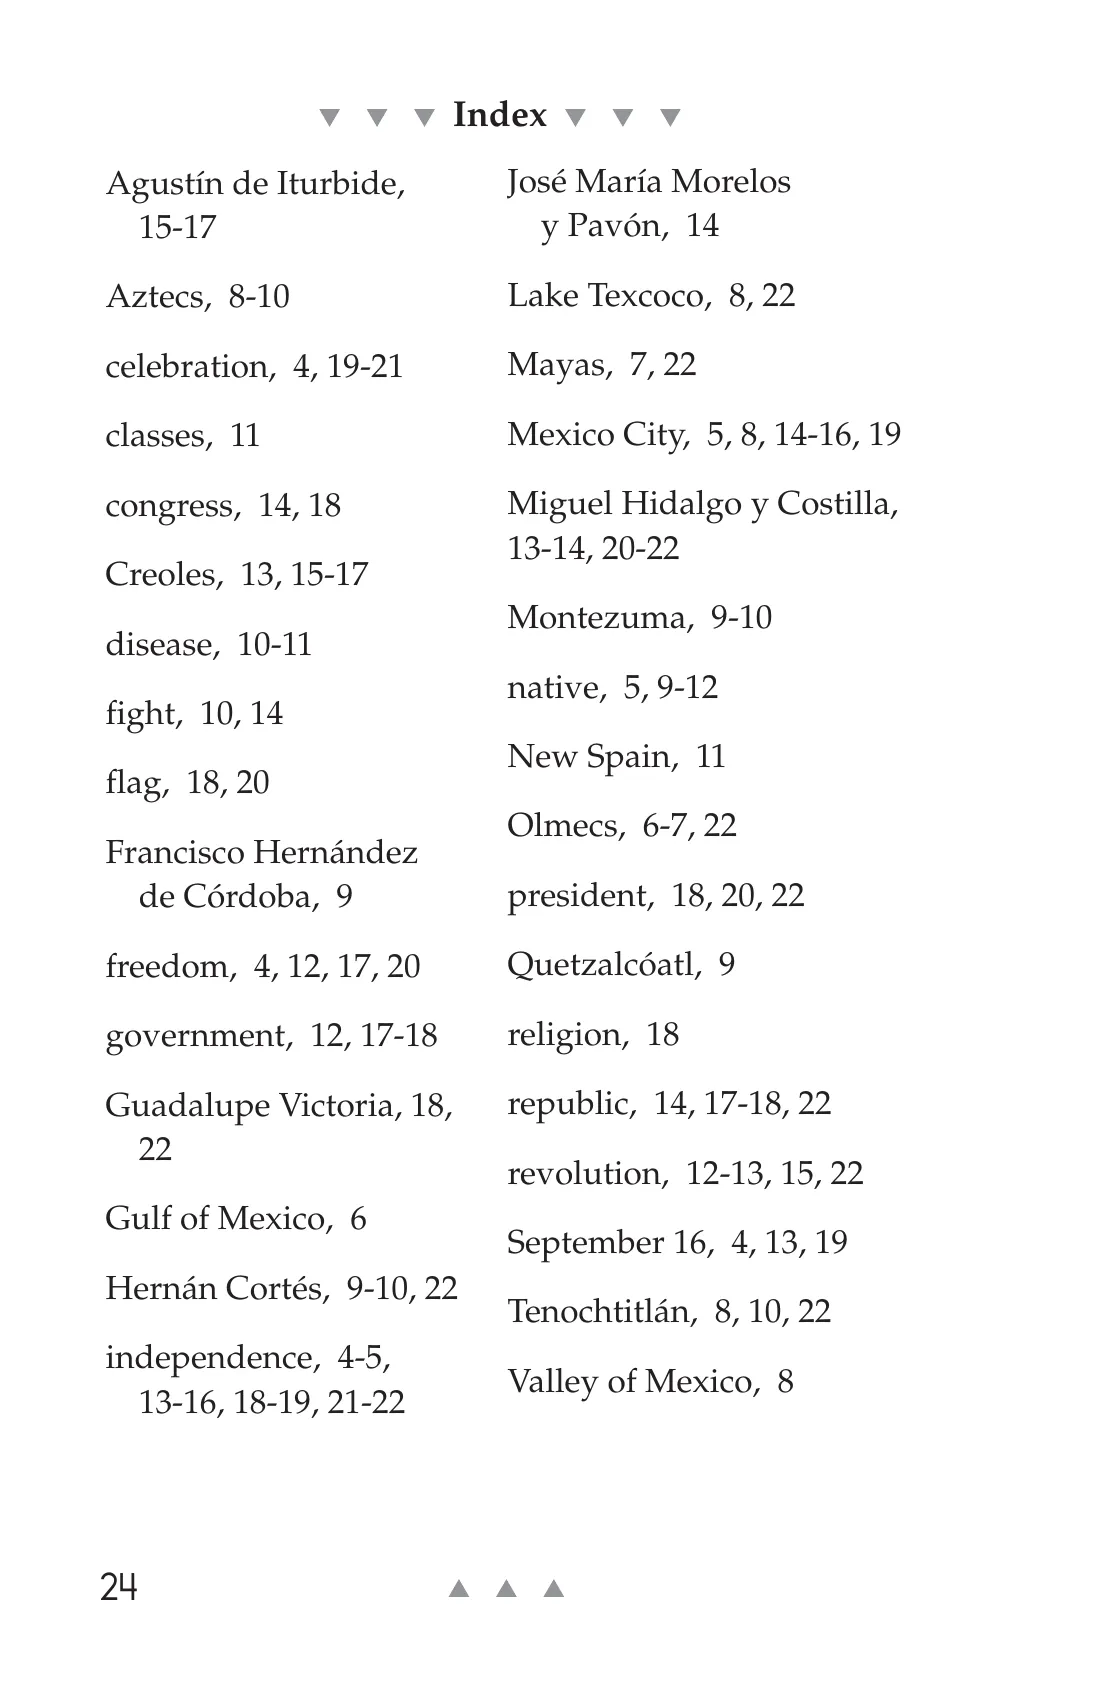 Index
Agustín de Iturbide,
15-17
Aztecs, 8-10
celebration, 4, 19-21
classes, 11
congress, 14, 18
Creoles, 13, 15-17
disease, 10-11
fight, 10, 14
flag, 18, 20
Francisco Hernández
de Córdoba, 9
freedom, 4, 12, 17, 20
government, 12, 17-18
Guadalupe Victoria, 18,
22
Gulf of Mexico, 6
Hernán Cortés, 9-10, 22
independence, 4-5,
13-16, 18-19, 21-22
José María Morelos
y Pavón, 14
Lake Texcoco, 8, 22
Mayas, 7, 22
Mexico City, 5, 8, 14-16, 19
Miguel Hidalgo y Costilla,
13-14, 20-22
Montezuma, 9-10
native, 5, 9-12
New Spain, 11
Olmecs, 6-7, 22
president, 18, 20, 22
Quetzalcóatl, 9
religion, 18
republic, 14, 17-18, 22
revolution, 12-13, 15, 22
September 16, 4, 13, 19
Tenochtitlán, 8, 10, 22
Valley of Mexico, 8
24